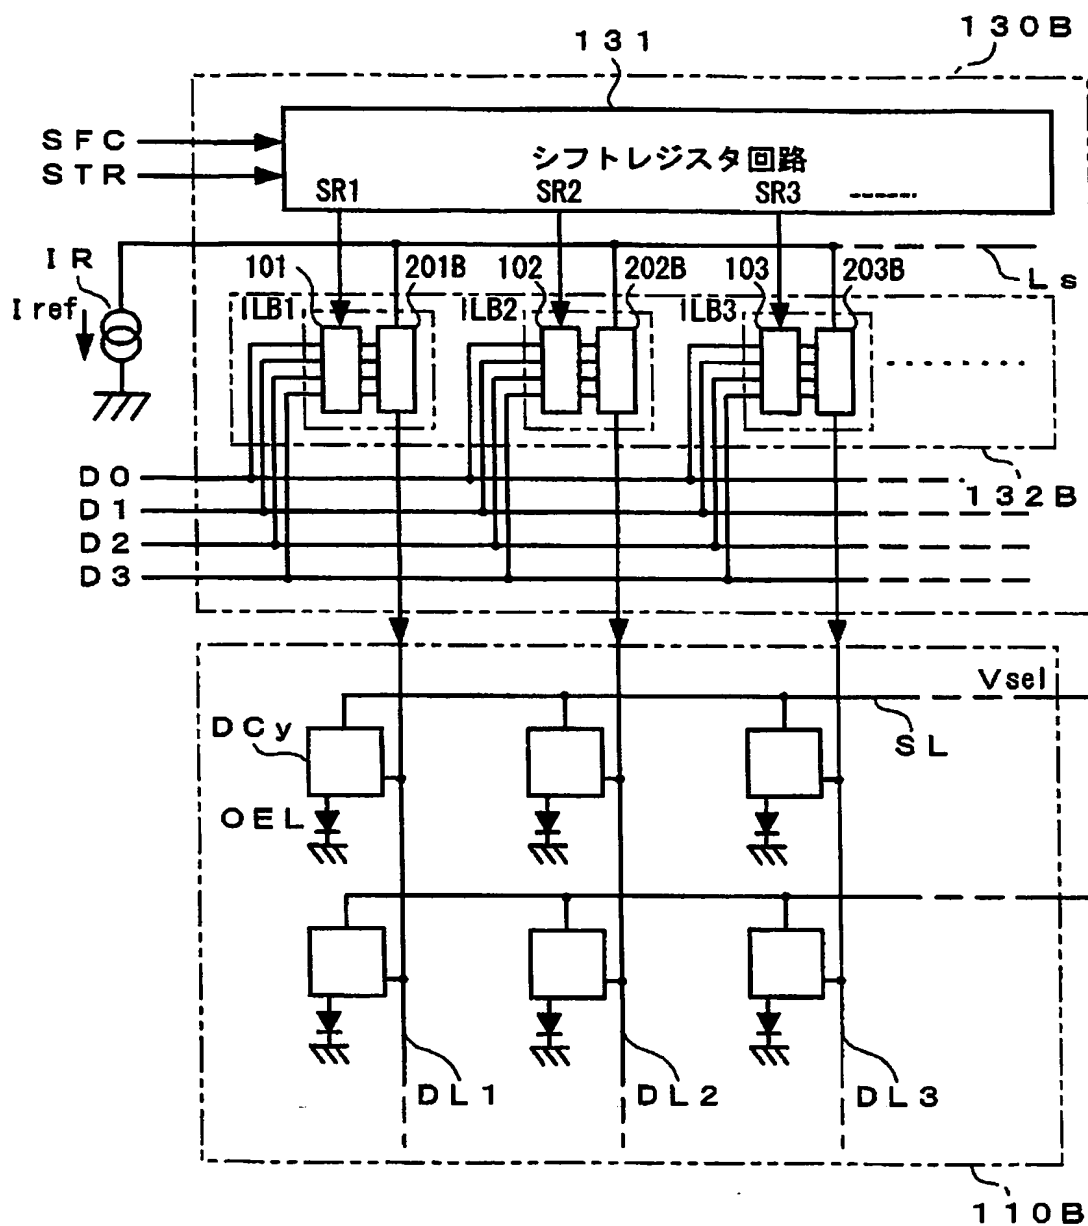 130B
131
SFC
STR
シフトレジスタ回路
SR1 SR2 SR3
IR
Iref
Ls
101 201B 102 202B 103 203B
ILB1 ILB2 ILB3
132B
D0
D1
D2
D3
Vsel
DCy
SL
OEL
DL1 DL2 DL3
110B